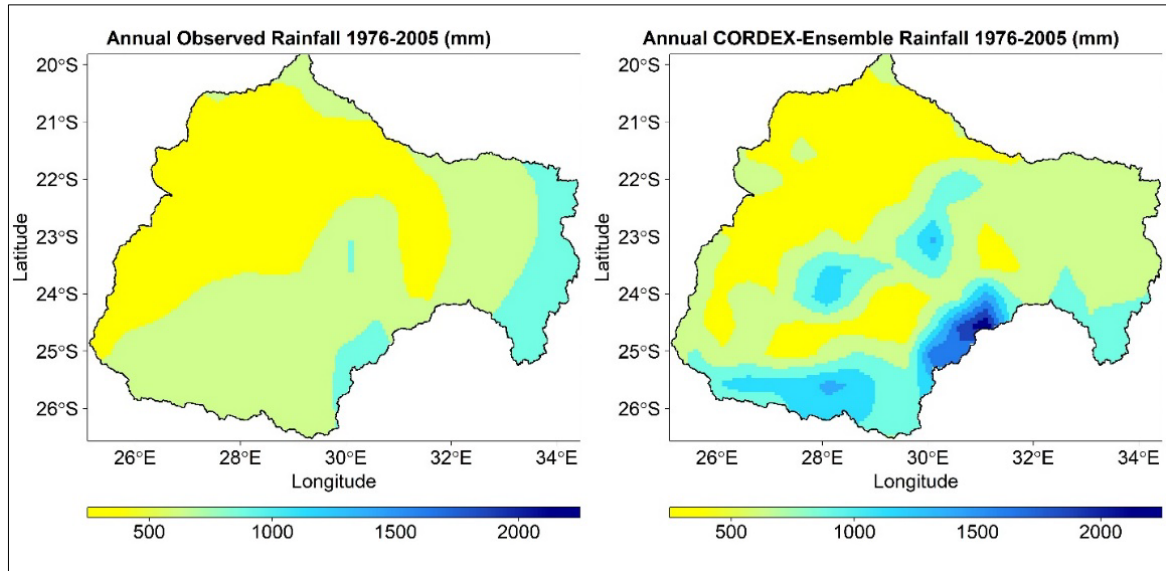 Annual Observed Rainfall 1976-2005 (mm)
20°S
21°S
22°S
23°S
24°S
25°S
26°S
Latitude
26°E 28°E 30°E 32°E 34°E
Longitude
500 1000 1500 2000
Annual CORDEX-Ensemble Rainfall 1976-2005 (mm)
20°S
21°S
22°S
23°S
24°S
25°S
26°S
Latitude
26°E 28°E 30°E 32°E 34°E
Longitude
500 1000 1500 2000